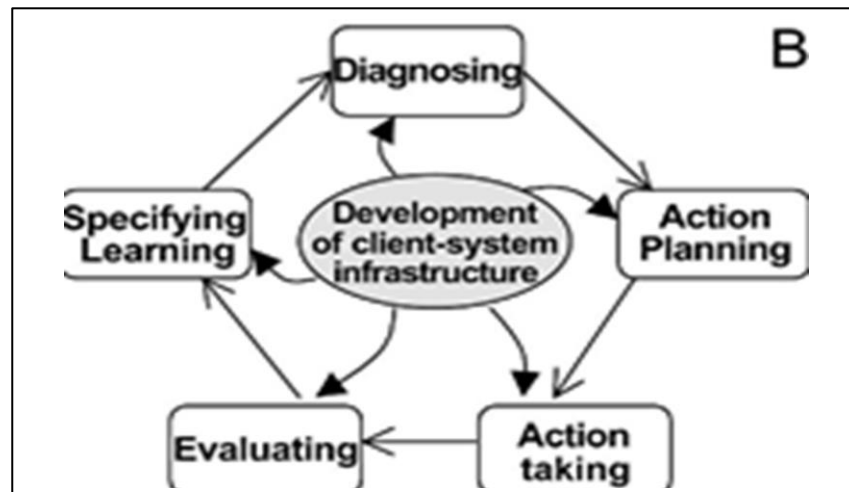 B
Diagnosing
Specifying
Learning
Development
of client-system
infrastructure
Action
Planning
Evaluating
Action
taking